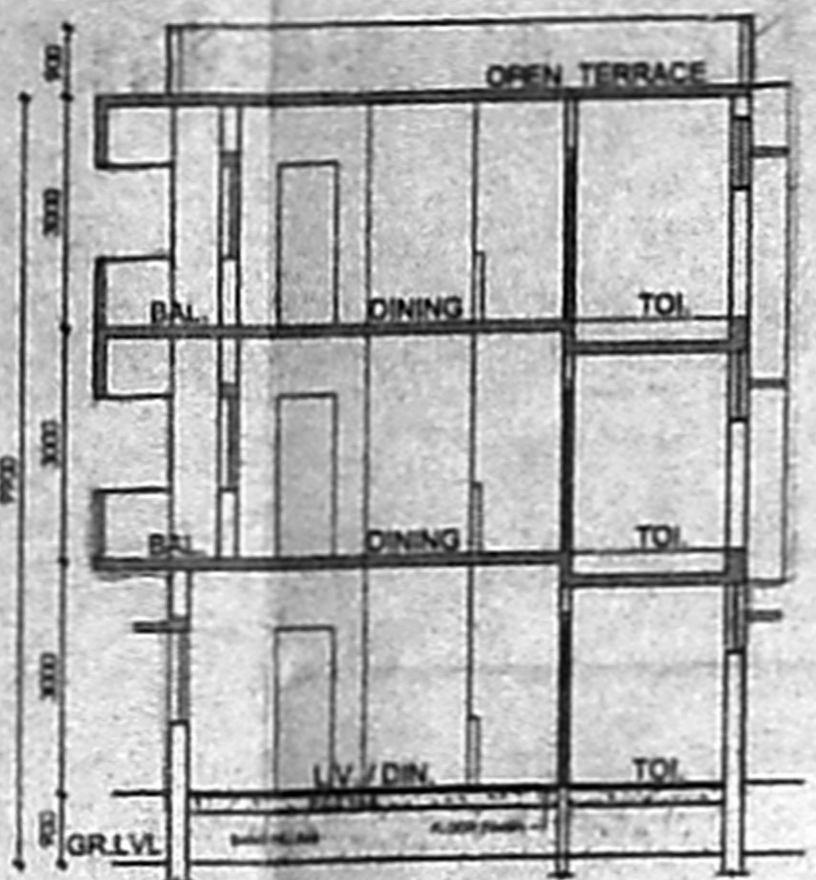 900
OPEN TERRACE
3000
BAL. DINING TOI.
3000
9900
BAL. DINING TOI.
3000
LIV. / DIN. TOI.
900
GR.LVL